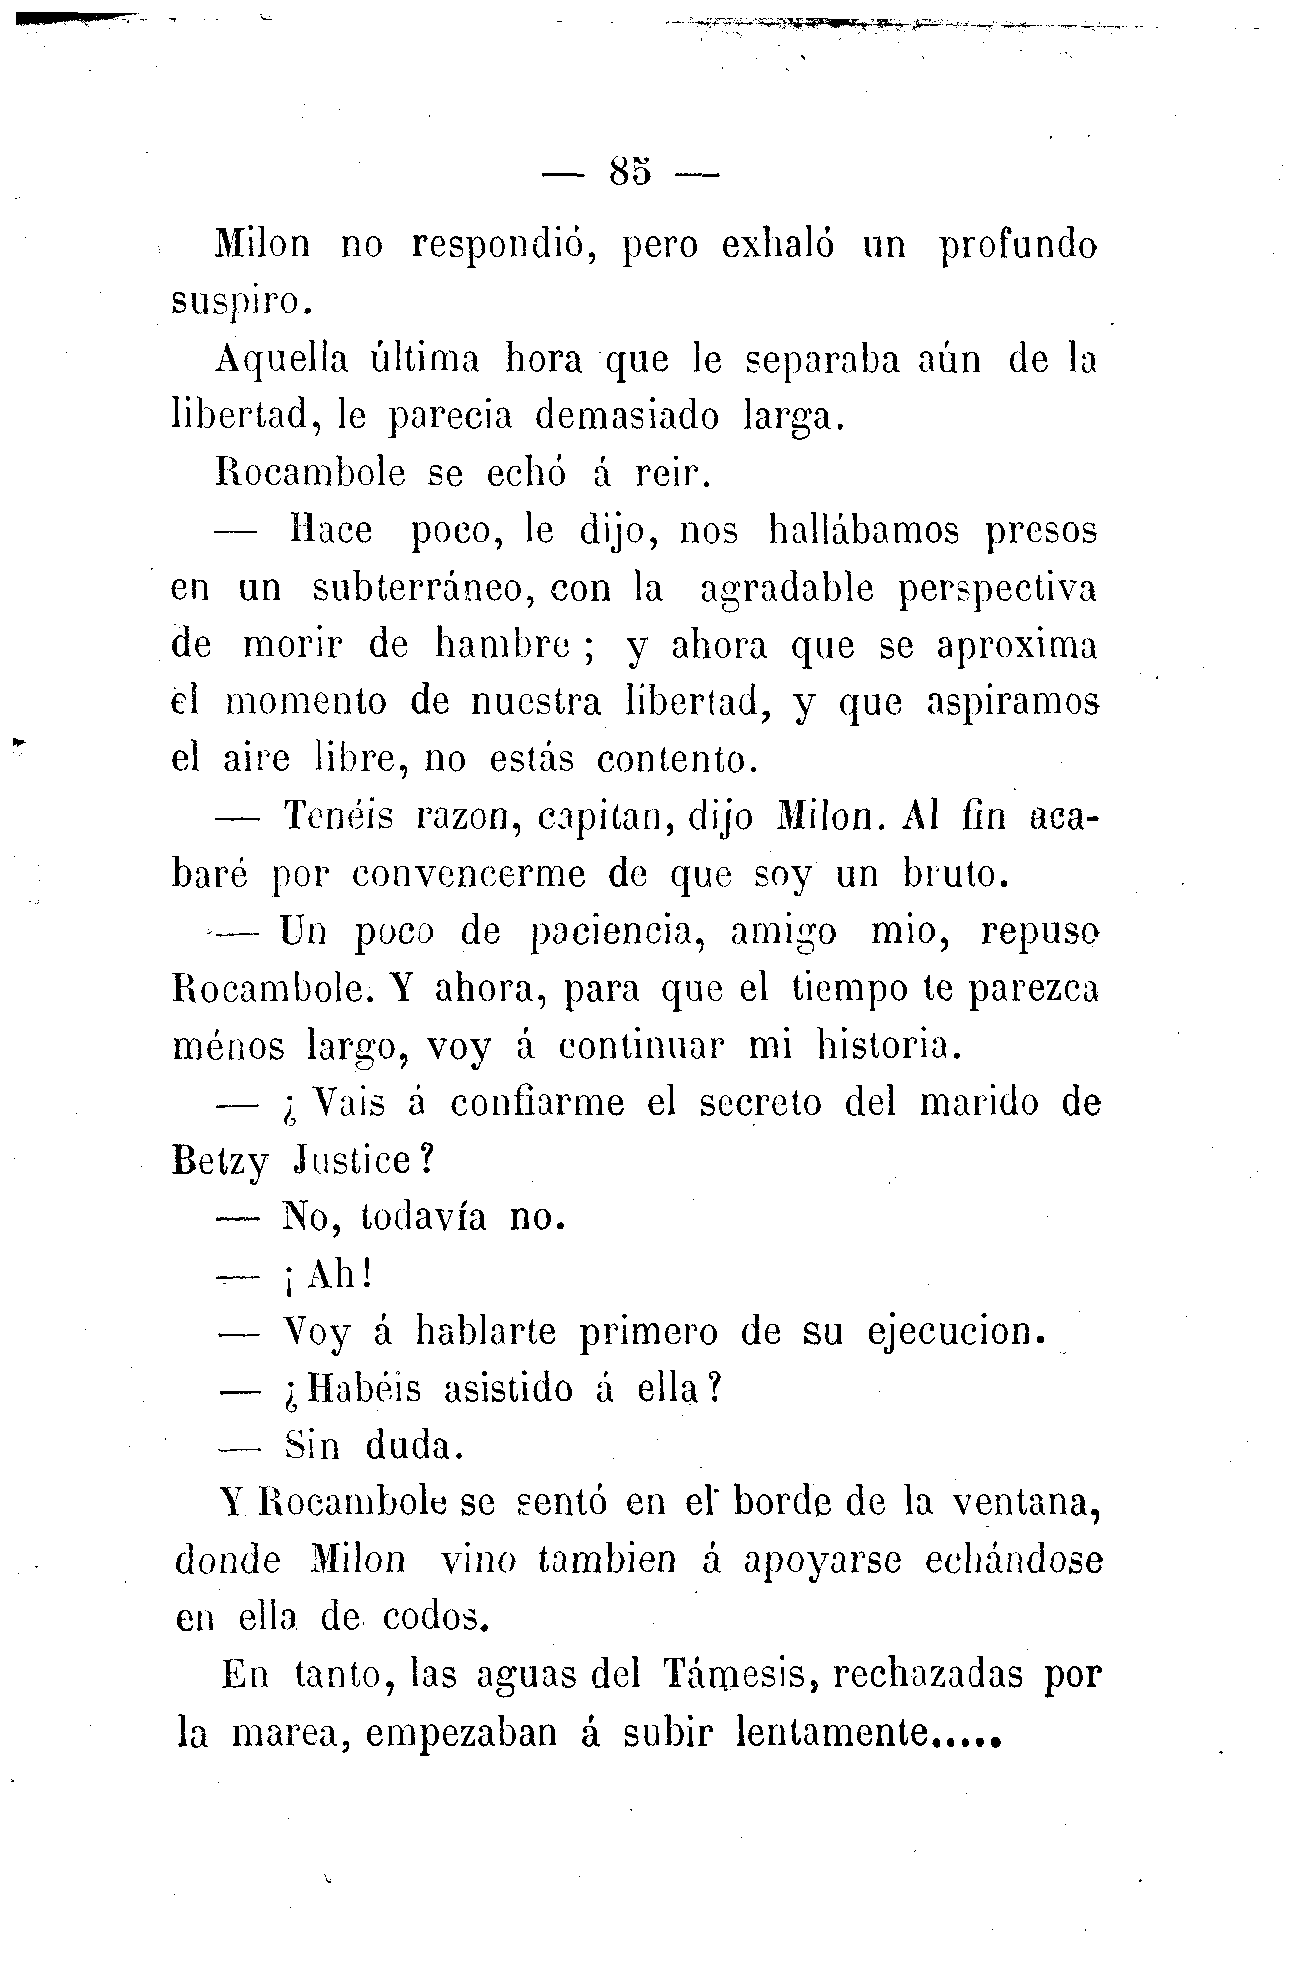 — 85 —
Milon no respondió, pero exhaló un profundo
suspiro.
Aquella última hora que le separaba aún de la
libertad, le parecia demasiado larga.
Rocambole se echó á reir.
— Hace poco, le dijo, nos hallábamos presos
en un subterráneo, con la agradable perspectiva
de morir de hambre ; y ahora que se aproxima
el momento de nuestra libertad, y que aspiramos
el aire libre, no estás contento.
— Tenéis razon, capitan, dijo Milon. Al fin aca-
baré por convencerme de que soy un bruto.
— Un poco de paciencia, amigo mio, repuso
Rocambole. Y ahora, para que el tiempo te parezca
ménos largo, voy á continuar mi historia.
— ¿ Vais á confiarme el secreto del marido de
Betzy Justice ?
— No, todavía no.
— ¡ Ah !
— Voy á hablarte primero de su ejecucion.
— ¿ Habéis asistido á ella ?
— Sin duda.
Y Rocambole se sentó en el borde de la ventana,
donde Milon vino tambien á apoyarse echándose
en ella de codos.
En tanto, las aguas del Támesis, rechazadas por
la marea, empezaban á subir lentamente.....